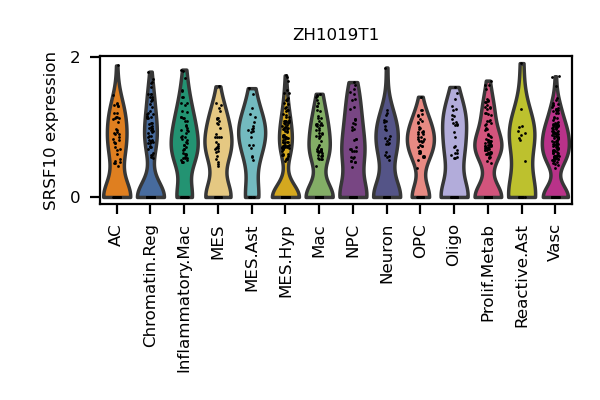 ZH1019T1
SRSF10 expression
2
0
AC
Chromatin.Reg
Inflammatory.Mac
MES
MES.Ast
MES.Hyp
Mac
NPC
Neuron
OPC
Oligo
Prolif.Metab
Reactive.Ast
Vasc